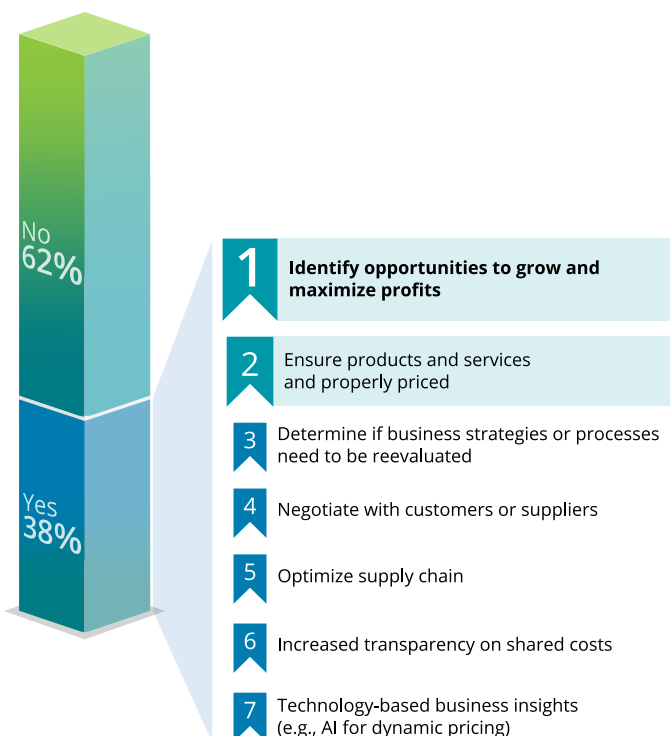 No
62%
Yes
38%
1
Identify opportunities to grow and
maximize profits
2
Ensure products and services
and properly priced
3
Determine if business strategies or processes
need to be reevaluated
4
Negotiate with customers or suppliers
5
Optimize supply chain
6
Increased transparency on shared costs
7
Technology-based business insights
(e.g., AI for dynamic pricing)